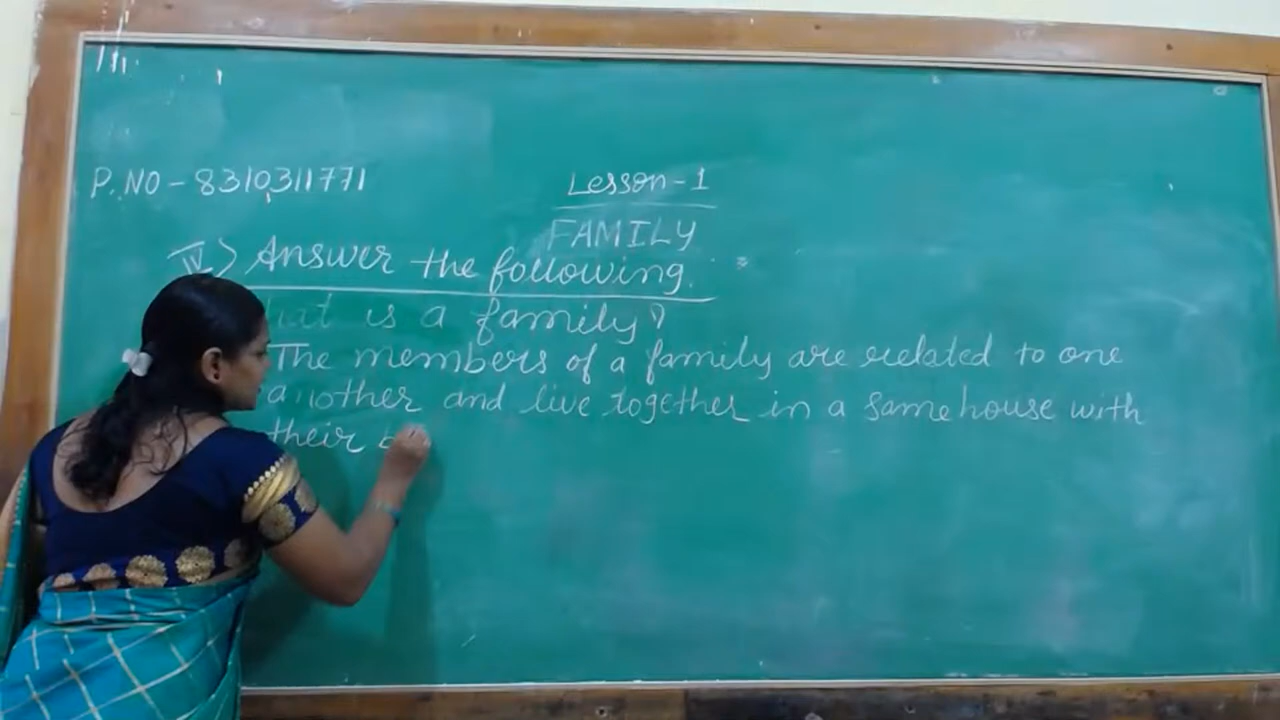 P.NO - 8310311771
Lesson-1
FAMILY
IV) Answer the following.
is a family?
The members of a family are related to one
another and live together in a same house with
their